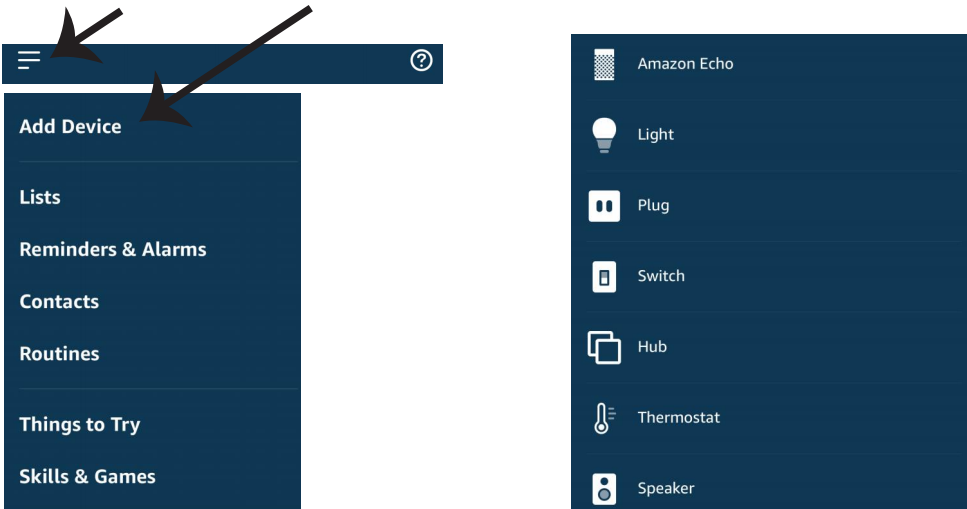 Add Device
Lists
Reminders & Alarms
Contacts
Routines
Things to Try
Skills & Games
Amazon Echo
Light
Plug
Switch
Hub
Thermostat
Speaker